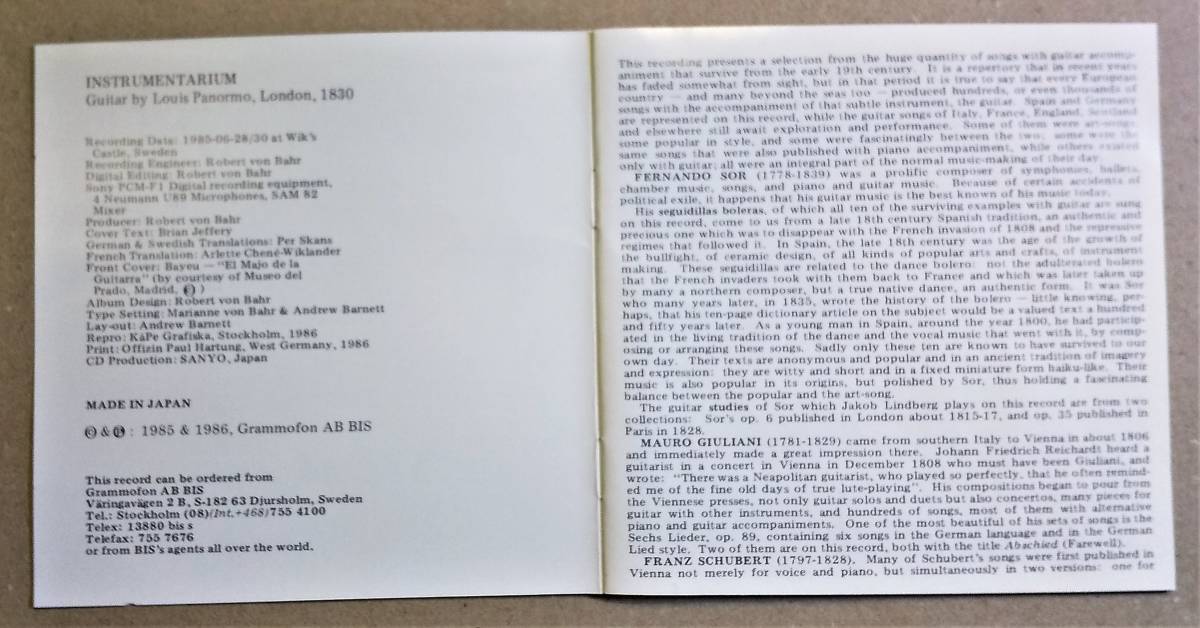 INSTRUMENTARIUM
Guitar by Louis Panormo, London, 1830
Recording Data: 1985-06-28/30 at Wik's
Castle, Sweden
Recording Engineer: Robert von Bahr
Digital Editing: Robert von Bahr
Sony PCM-F1 Digital recording equipment,
4 Neumann U89 Microphones, SAM 82
Mixer
Producer: Robert von Bahr
Cover Text: Brian Jeffery
German & Swedish Translations: Per Skans
French Translation: Arlette Chené-Wiklander
Front Cover: Bayeu — "El Majo de la
Guitarra" (by courtesy of Museo del
Prado, Madrid, © )
Album Design: Robert von Bahr
Type Setting: Marianne von Bahr & Andrew Barnett
Lay-out: Andrew Barnett
Repro: KåPe Grafiska, Stockholm, 1986
Print: Offizin Paul Hartung, West Germany, 1986
CD Production: SANYO, Japan
MADE IN JAPAN
© & ℗ : 1985 & 1986, Grammofon AB BIS
This record can be ordered from
Grammofon AB BIS
Väringavägen 2 B, S-182 63 Djursholm, Sweden
Tel.: Stockholm (08)(Int.+468)755 4100
Telex: 13880 bis s
Telefax: 755 7676
or from BIS's agents all over the world.
This recording presents a selection from the huge quantity of songs with guitar accomp-
animent that survive from the early 19th century. It is a repertory that in recent years
has faded somewhat from sight, but in that period it is true to say that every European
country — and many beyond the seas too — produced hundreds, or even thousands of
songs with the accompaniment of that subtle instrument, the guitar. Spain and Germany
are represented on this record, while the guitar songs of Italy, France, England, Scotland
and elsewhere still await exploration and performance. Some of them were art-songs,
some popular in style, and some were fascinatingly between the two; some were the
same songs that were also published with piano accompaniment, while others existed
only with guitar; all were an integral part of the normal music-making of their day.
FERNANDO SOR (1778-1839) was a prolific composer of symphonies, ballets,
chamber music, songs, and piano and guitar music. Because of certain accidents of
political exile, it happens that his guitar music is the best known of his music today.
His seguidillas boleras, of which all ten of the surviving examples with guitar are sung
on this record, come to us from a late 18th century Spanish tradition, an authentic and
precious one which was to disappear with the French invasion of 1808 and the repressive
regimes that followed it. In Spain, the late 18th century was the age of the growth of
the bullfight, of ceramic design, of all kinds of popular arts and crafts, of instrument
making. These seguidillas are related to the dance bolero: not the adulterated bolero
that the French invaders took with them back to France and which was later taken up
by many a northern composer, but a true native dance, an authentic form. It was Sor
who many years later, in 1835, wrote the history of the bolero — little knowing, per-
haps, that his ten-page dictionary article on the subject would be a valued text a hundred
and fifty years later. As a young man in Spain, around the year 1800, he had particip-
ated in the living tradition of the dance and the vocal music that went with it, by comp-
osing or arranging these songs. Sadly only these ten are known to have survived to our
own day. Their texts are anonymous and popular and in an ancient tradition of imagery
and expression: they are witty and short and in a fixed miniature form haiku-like. Their
music is also popular in its origins, but polished by Sor, thus holding a fascinating
balance between the popular and the art-song.
The guitar studies of Sor which Jakob Lindberg plays on this record are from two
collections: Sor's op. 6 published in London about 1815-17, and op. 35 published in
Paris in 1828.
MAURO GIULIANI (1781-1829) came from southern Italy to Vienna in about 1806
and immediately made a great impression there. Johann Friedrich Reichardt heard a
guitarist in a concert in Vienna in December 1808 who must have been Giuliani, and
wrote: "There was a Neapolitan guitarist, who played so perfectly, that he often remind-
ed me of the fine old days of true lute-playing". His compositions began to pour from
the Viennese presses, not only guitar solos and duets but also concertos, many pieces for
guitar with other instruments, and hundreds of songs, most of them with alternative
piano and guitar accompaniments. One of the most beautiful of his sets of songs is the
Sechs Lieder, op. 89, containing six songs in the German language and in the German
Lied style. Two of them are on this record, both with the title Abschied (Farewell).
FRANZ SCHUBERT (1797-1828). Many of Schubert's songs were first published in
Vienna not merely for voice and piano, but simultaneously in two versions: one for